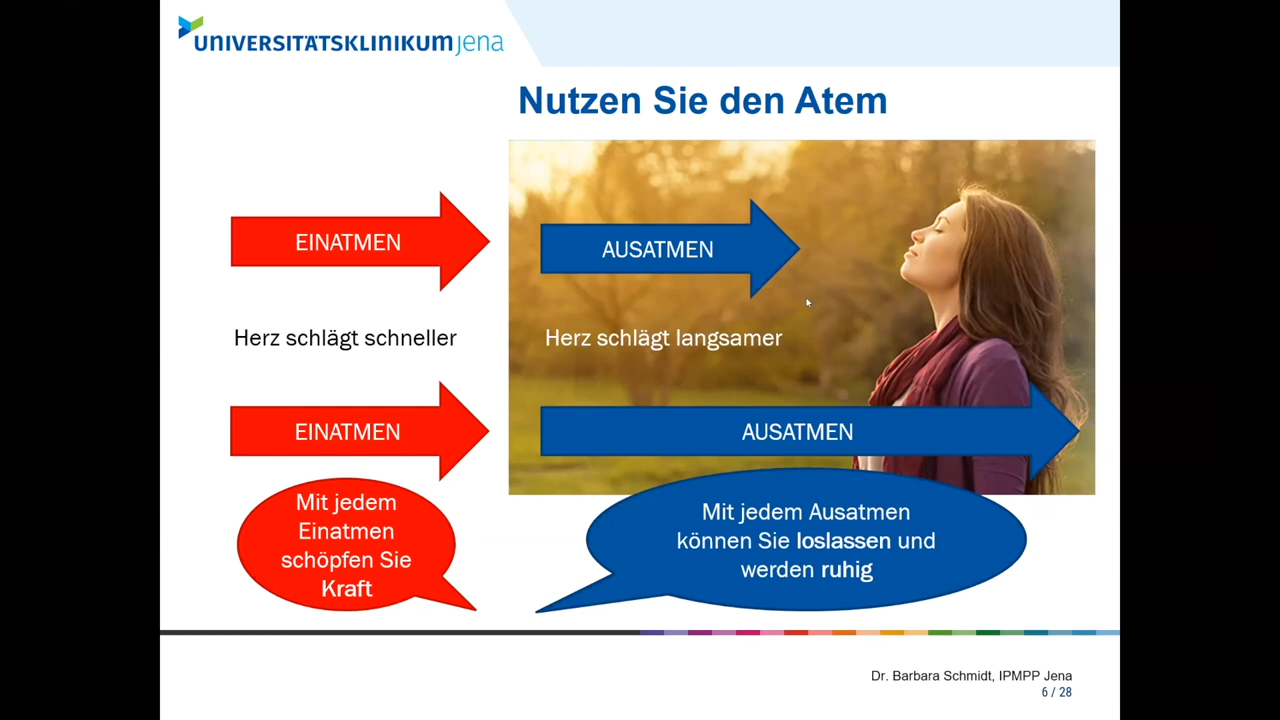 UNIVERSITÄTSKLINIKUM jena
Nutzen Sie den Atem
EINATMEN
AUSATMEN
Herz schlägt schneller
Herz schlägt langsamer
EINATMEN
AUSATMEN
Mit jedem
Einatmen
schöpfen Sie
Kraft
Mit jedem Ausatmen
können Sie loslassen und
werden ruhig
Dr. Barbara Schmidt, IPMPP Jena
6 / 28